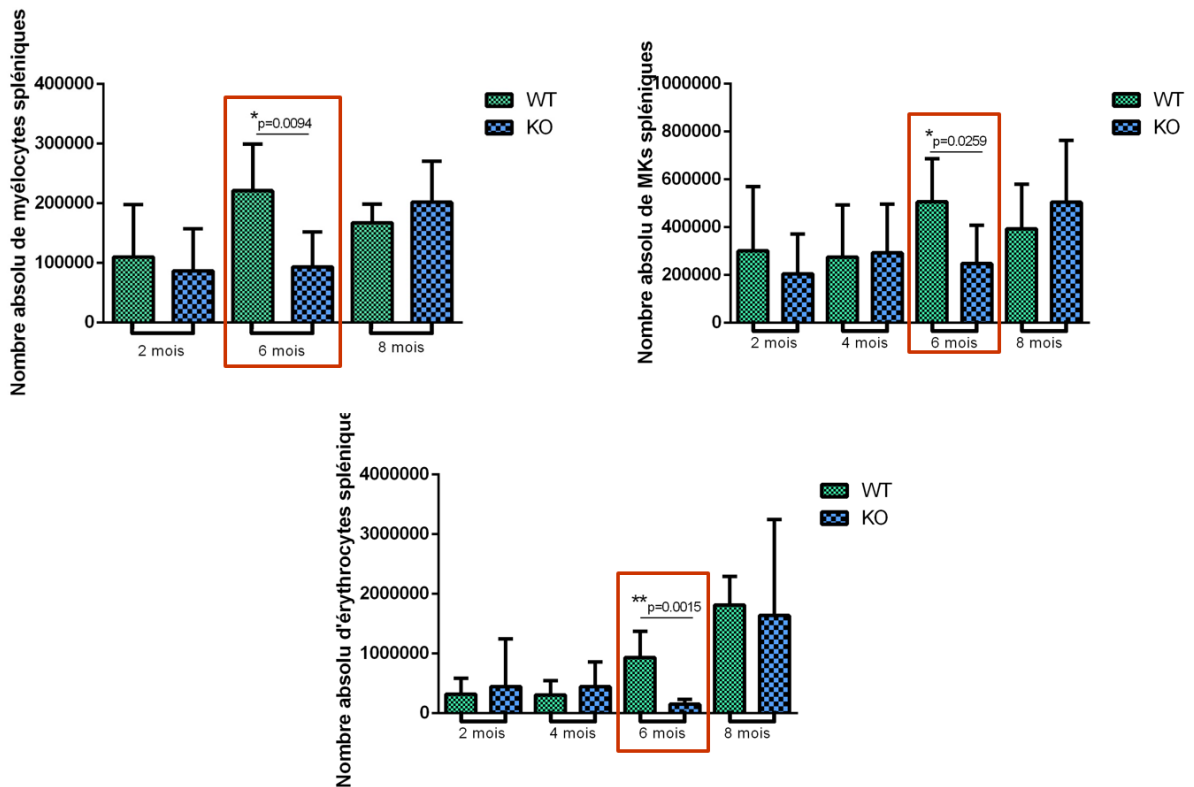 Nombre absolu de myélocytes spléniques
400000
300000
200000
100000
0
*p=0.0094
2 mois
6 mois
8 mois
WT
KO
Nombre absolu de MKs spléniques
1000000
800000
600000
400000
200000
0
*p=0.0259
2 mois
4 mois
6 mois
8 mois
WT
KO
Nombre absolu d'érythrocytes splénique
4000000
3000000
2000000
1000000
0
**p=0.0015
2 mois
4 mois
6 mois
8 mois
WT
KO